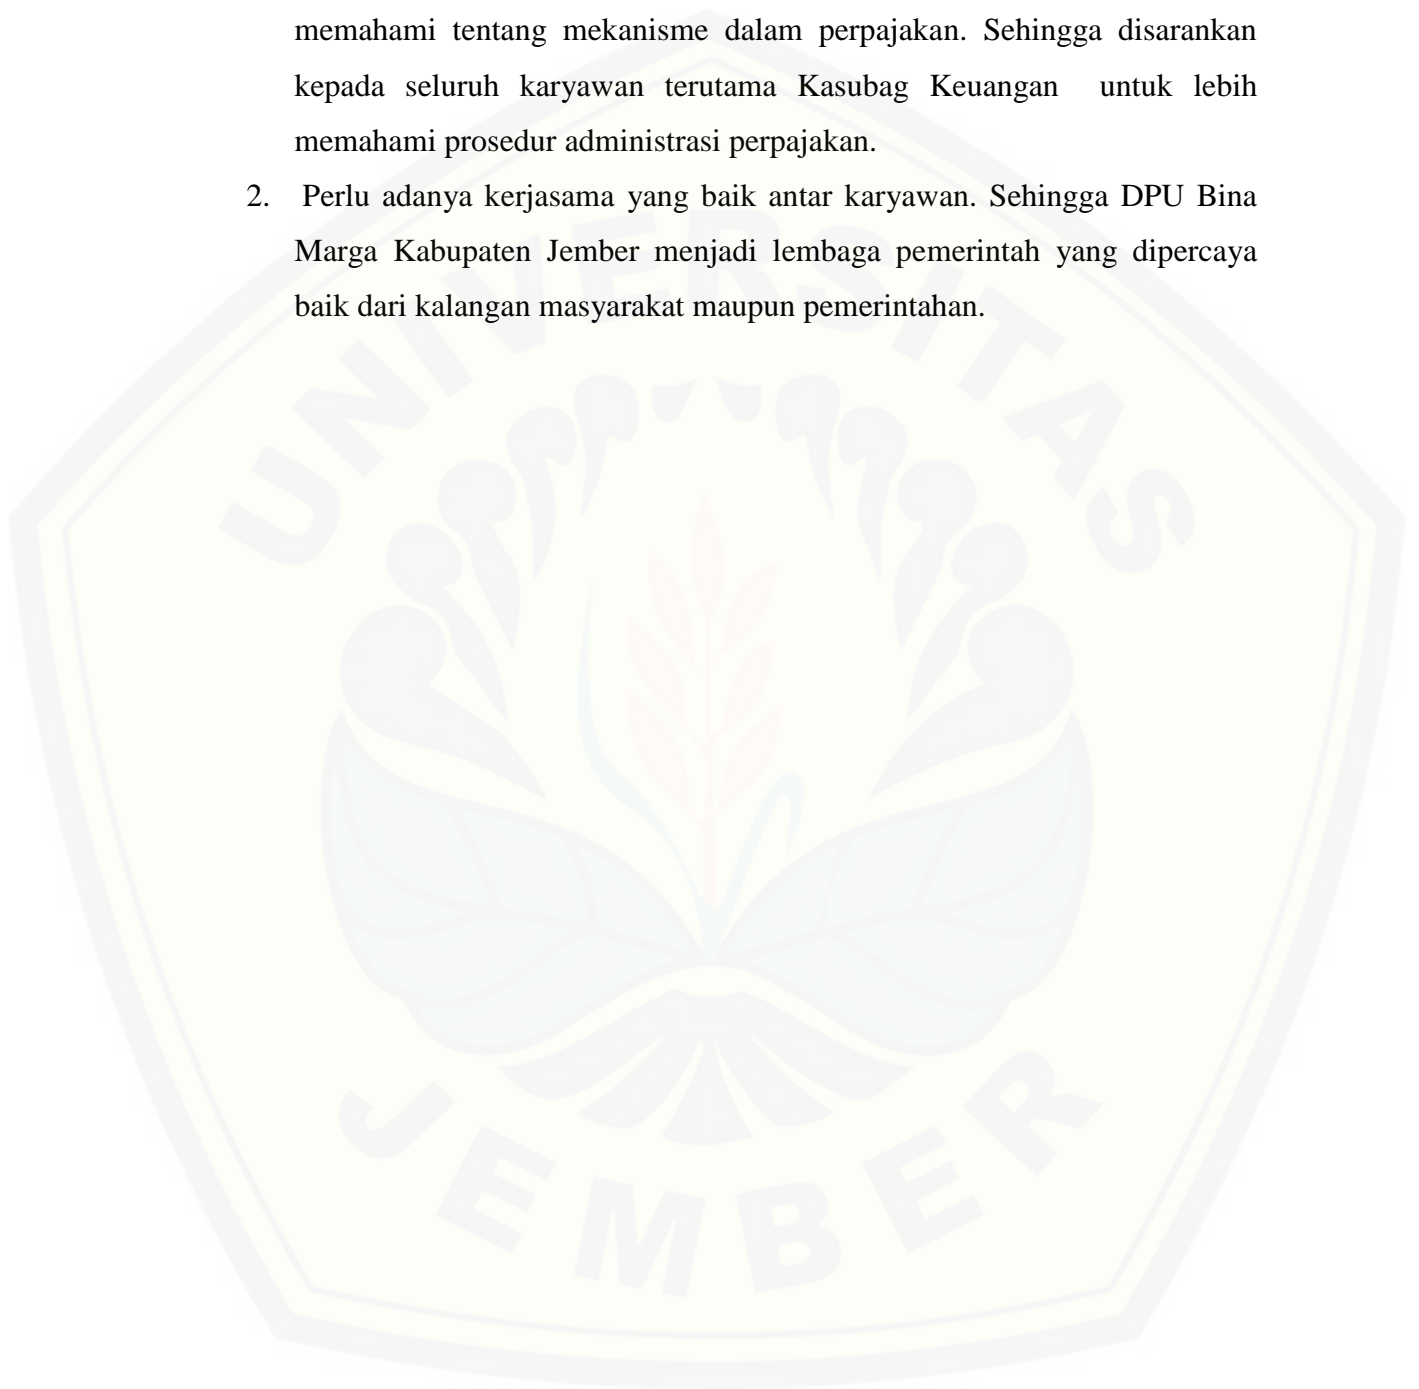 memahami tentang mekanisme dalam perpajakan. Sehingga disarankan
kepada seluruh karyawan terutama Kasubag Keuangan untuk lebih
memahami prosedur administrasi perpajakan.
2. Perlu adanya kerjasama yang baik antar karyawan. Sehingga DPU Bina
Marga Kabupaten Jember menjadi lembaga pemerintah yang dipercaya
baik dari kalangan masyarakat maupun pemerintahan.
UNIVERSITAS
JEMBER